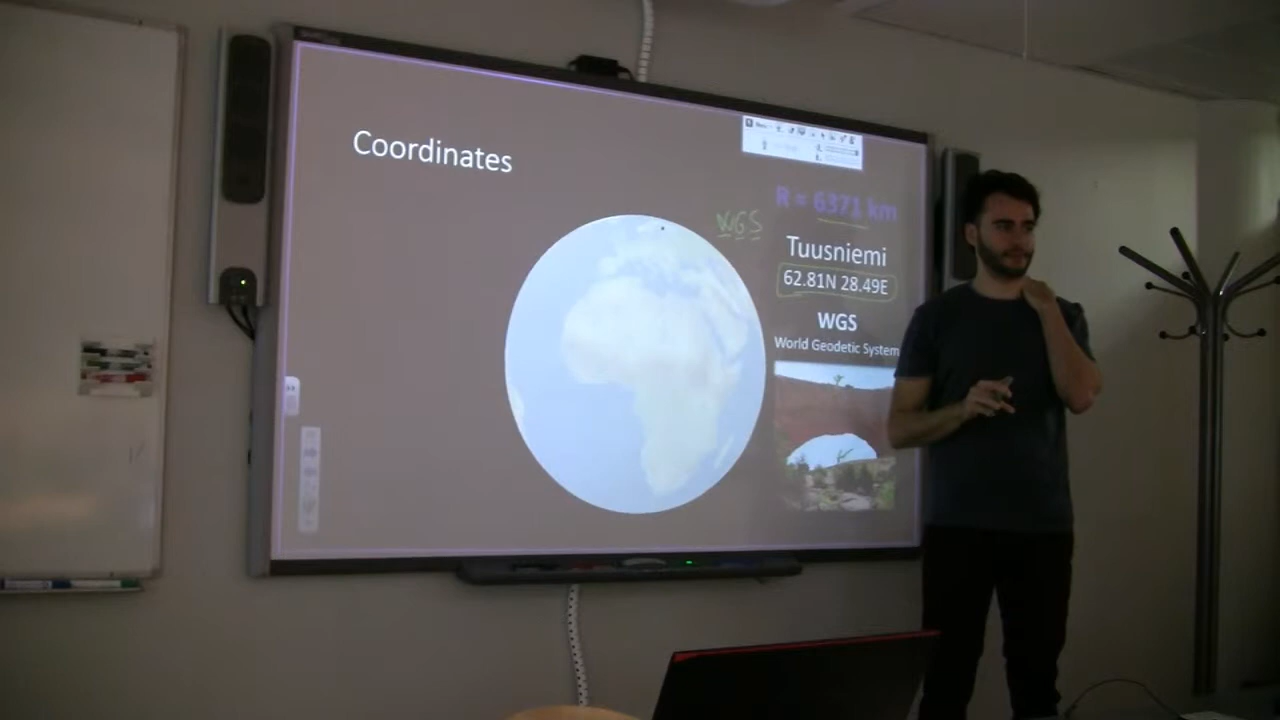 Coordinates
WGS
R = 6371 km
Tuusniemi
62.81N 28.49E
WGS
World Geodetic System